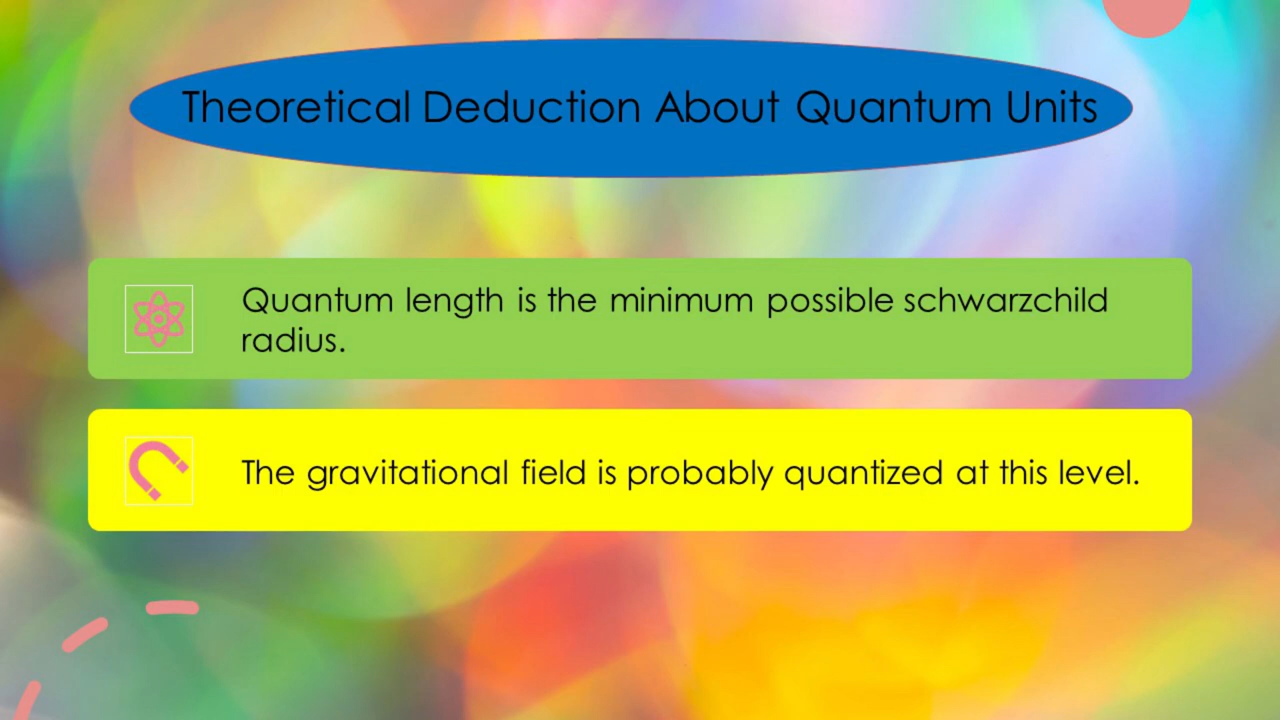 Theoretical Deduction About Quantum Units
Quantum length is the minimum possible schwarzchild
radius.
The gravitational field is probably quantized at this level.